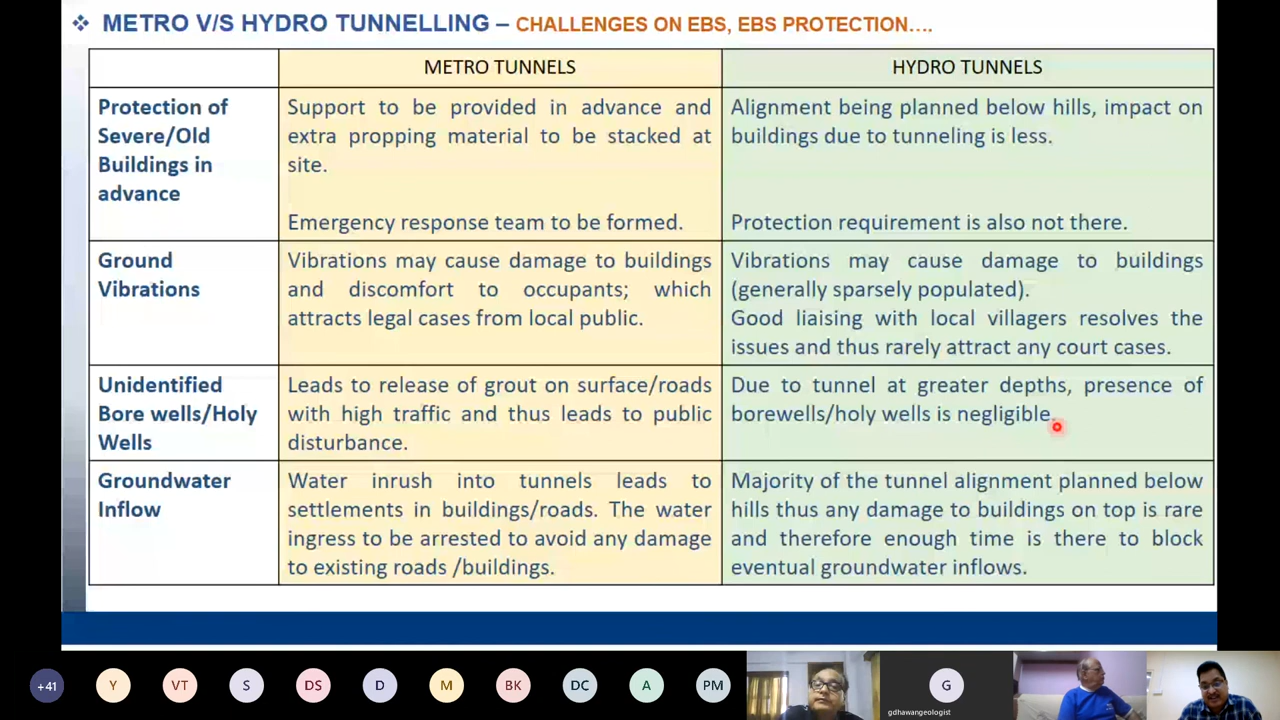 ❖ METRO V/S HYDRO TUNNELLING – CHALLENGES ON EBS, EBS PROTECTION….
METRO TUNNELS
HYDRO TUNNELS
Protection of
Severe/Old
Buildings in
advance
Support to be provided in advance and
extra propping material to be stacked at
site.
Emergency response team to be formed.
Alignment being planned below hills, impact on
buildings due to tunneling is less.
Protection requirement is also not there.
Ground
Vibrations
Vibrations may cause damage to buildings
and discomfort to occupants; which
attracts legal cases from local public.
Vibrations may cause damage to buildings
(generally sparsely populated).
Good liaising with local villagers resolves the
issues and thus rarely attract any court cases.
Unidentified
Bore wells/Holy
Wells
Leads to release of grout on surface/roads
with high traffic and thus leads to public
disturbance.
Due to tunnel at greater depths, presence of
borewells/holy wells is negligible.
Groundwater
Inflow
Water inrush into tunnels leads to
settlements in buildings/roads. The water
ingress to be arrested to avoid any damage
to existing roads /buildings.
Majority of the tunnel alignment planned below
hills thus any damage to buildings on top is rare
and therefore enough time is there to block
eventual groundwater inflows.
+41
Y
VT
S
DS
D
M
BK
DC
A
PM
G
gdhawangeologist